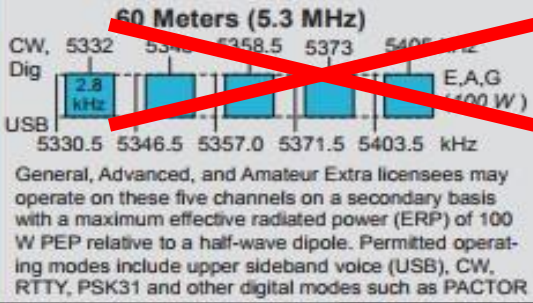 60 Meters (5.3 MHz)
CW, 5332 5348 5358.5 5373 5405 kHz
Dig
2.8
kHz
E,A,G
(100 W)
USB
5330.5 5346.5 5357.0 5371.5 5403.5 kHz
General, Advanced, and Amateur Extra licensees may
operate on these five channels on a secondary basis
with a maximum effective radiated power (ERP) of 100
W PEP relative to a half-wave dipole. Permitted operat-
ing modes include upper sideband voice (USB), CW,
RTTY, PSK31 and other digital modes such as PACTOR